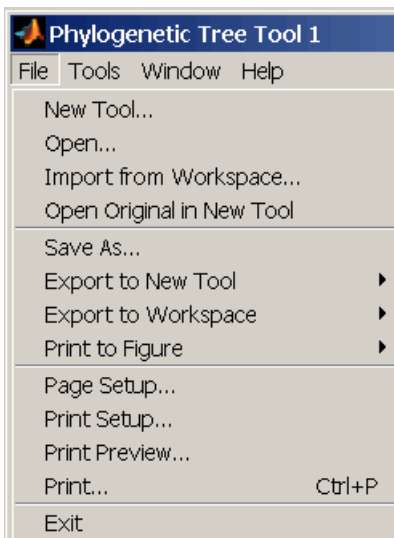 Phylogenetic Tree Tool 1
File Tools Window Help
New Tool...
Open...
Import from Workspace...
Open Original in New Tool
Save As...
Export to New Tool
Export to Workspace
Print to Figure
Page Setup...
Print Setup...
Print Preview...
Print... Ctrl+P
Exit